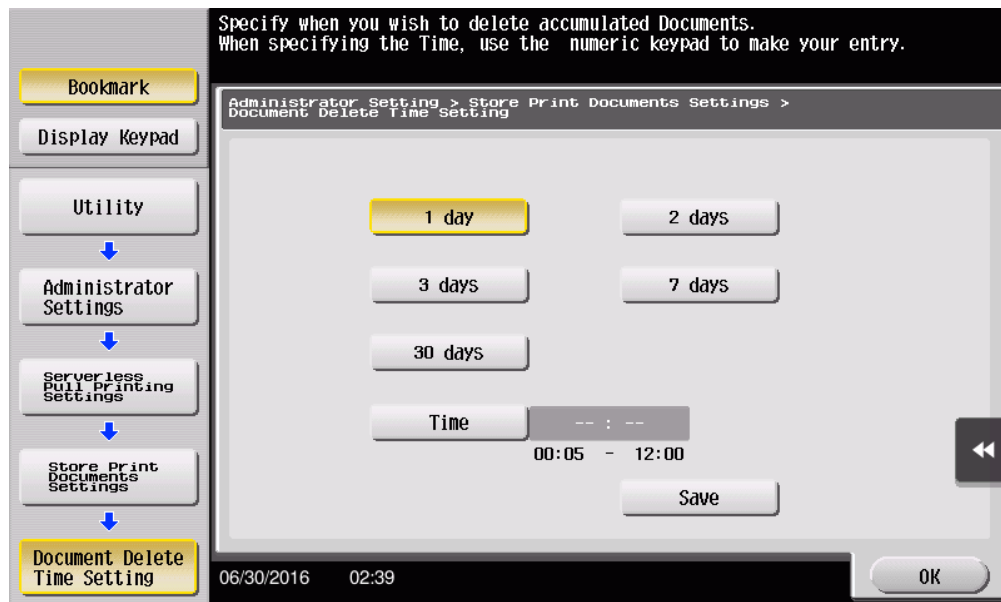 Specify when you wish to delete accumulated Documents.
When specifying the Time, use the numeric keypad to make your entry.
Bookmark
Display Keypad
Utility
Administrator
Settings
Serverless
Pull Printing
Settings
Store Print
Documents
Settings
Document Delete
Time Setting
Administrator Setting > Store Print Documents Settings >
Document Delete Time Setting
1 day
2 days
3 days
7 days
30 days
Time
-- : --
00:05 - 12:00
Save
06/30/2016 02:39
OK